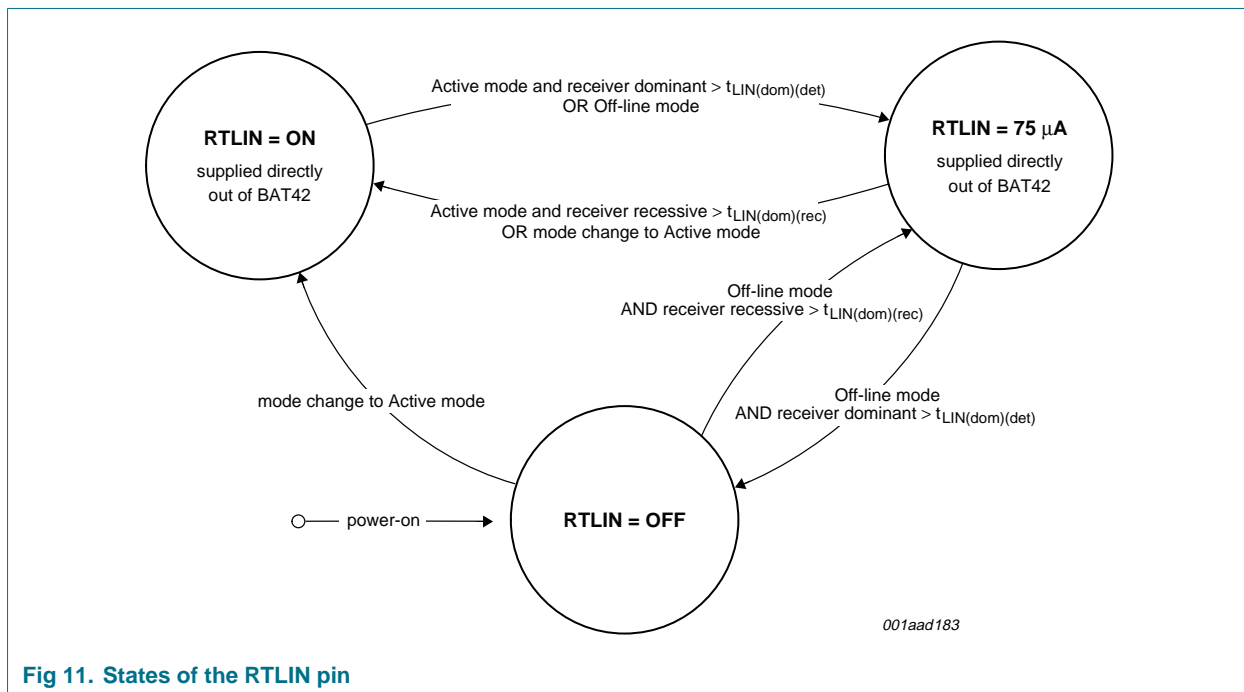 Active mode and receiver dominant > tLIN(dom)(det)
OR Off-line mode
RTLIN = ON
supplied directly
out of BAT42
RTLIN = 75 μA
supplied directly
out of BAT42
Active mode and receiver recessive > tLIN(dom)(rec)
OR mode change to Active mode
Off-line mode
AND receiver recessive > tLIN(dom)(rec)
mode change to Active mode
Off-line mode
AND receiver dominant > tLIN(dom)(det)
power-on
RTLIN = OFF
001aad183
Fig 11. States of the RTLIN pin